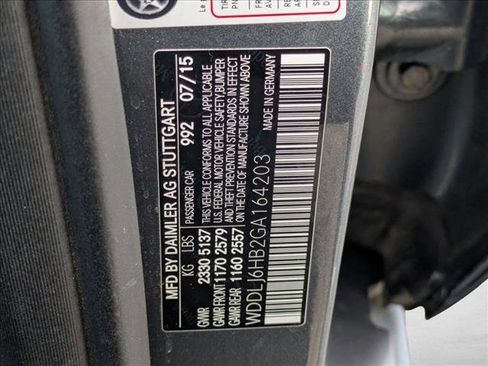 MFD BY DAIMLER AG STUTTGART
PASSENGER CAR 992 07/15
KG LBS
GVWR 2330 5137
GAWR FRONT 1170 2579
GAWR REAR 1160 2557
THIS VEHICLE CONFORMS TO ALL APPLICABLE
U.S. FEDERAL MOTOR VEHICLE SAFETY, BUMPER
AND THEFT PREVENTION STANDARDS IN EFFECT
ON THE DATE OF MANUFACTURE SHOWN ABOVE
WDDLJ6HB2GA164203
MADE IN GERMANY